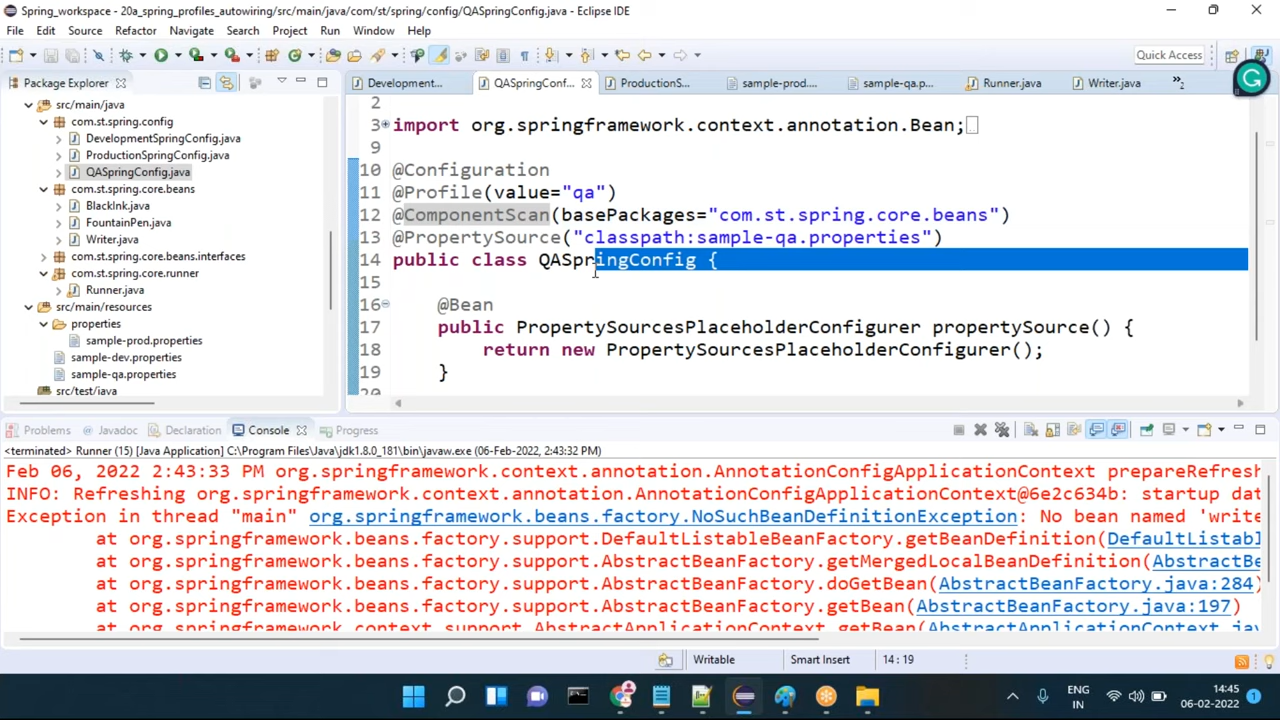 Spring_workspace - 20a_spring_profiles_autowiring/src/main/java/com/st/spring/config/QASpringConfig.java - Eclipse IDE
File Edit Source Refactor Navigate Search Project Run Window Help
Quick Access
Package Explorer
Development... QASpringConf... ProductionS... sample-prod.... sample-qa.p... Runner.java Writer.java »2
src/main/java
com.st.spring.config
DevelopmentSpringConfig.java
ProductionSpringConfig.java
QASpringConfig.java
com.st.spring.core.beans
BlackInk.java
FountainPen.java
Writer.java
com.st.spring.core.beans.interfaces
com.st.spring.core.runner
Runner.java
src/main/resources
properties
sample-prod.properties
sample-dev.properties
sample-qa.properties
src/test/java
2
3 import org.springframework.context.annotation.Bean;
9
10 @Configuration
11 @Profile(value="qa")
12 @ComponentScan(basePackages="com.st.spring.core.beans")
13 @PropertySource("classpath:sample-qa.properties")
14 public class QASpringConfig {
15
16 @Bean
17 public PropertySourcesPlaceholderConfigurer propertySource() {
18 return new PropertySourcesPlaceholderConfigurer();
19 }
20
Problems Javadoc Declaration Console Progress
<terminated> Runner (15) [Java Application] C:\Program Files\Java\jdk1.8.0_181\bin\javaw.exe (06-Feb-2022, 2:43:32 PM)
Feb 06, 2022 2:43:33 PM org.springframework.context.annotation.AnnotationConfigApplicationContext prepareRefresh
INFO: Refreshing org.springframework.context.annotation.AnnotationConfigApplicationContext@6e2c634b: startup dat
Exception in thread "main" org.springframework.beans.factory.NoSuchBeanDefinitionException: No bean named 'write
at org.springframework.beans.factory.support.DefaultListableBeanFactory.getBeanDefinition(DefaultListabl
at org.springframework.beans.factory.support.AbstractBeanFactory.getMergedLocalBeanDefinition(AbstractBe
at org.springframework.beans.factory.support.AbstractBeanFactory.doGetBean(AbstractBeanFactory.java:284)
at org.springframework.beans.factory.support.AbstractBeanFactory.getBean(AbstractBeanFactory.java:197)
at org.springframework.context.support.AbstractApplicationContext.getBean(AbstractApplicationContext.jav
Writable Smart Insert 14 : 19
ENG
IN
14:45
06-02-2022
1